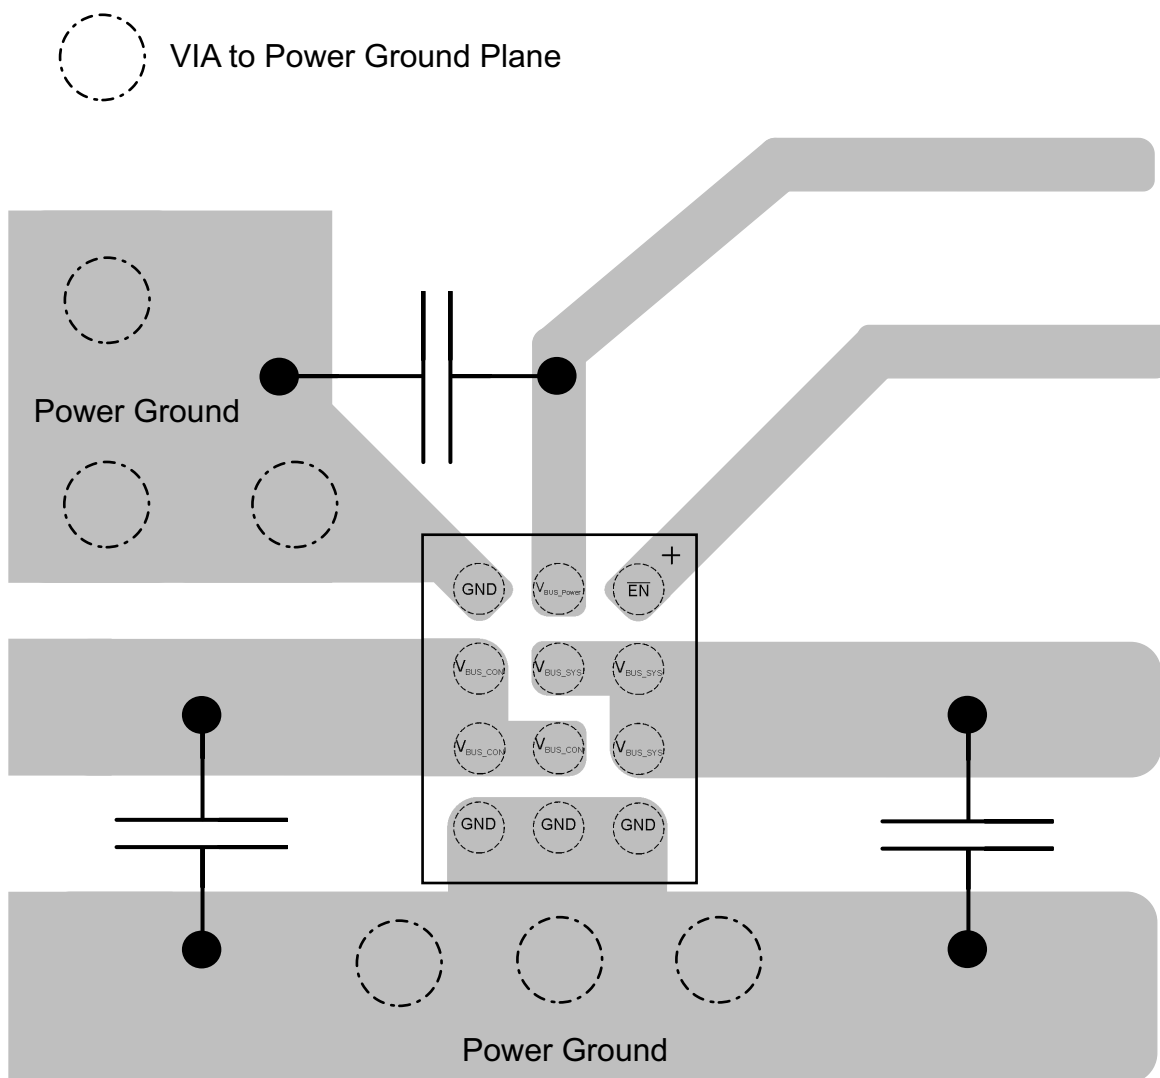 VIA to Power Ground Plane
Power Ground
GND VBUS_Power EN
VBUS_CON VBUS_SYS VBUS_SYS
VBUS_CON VBUS_CON VBUS_SYS
GND GND GND
Power Ground